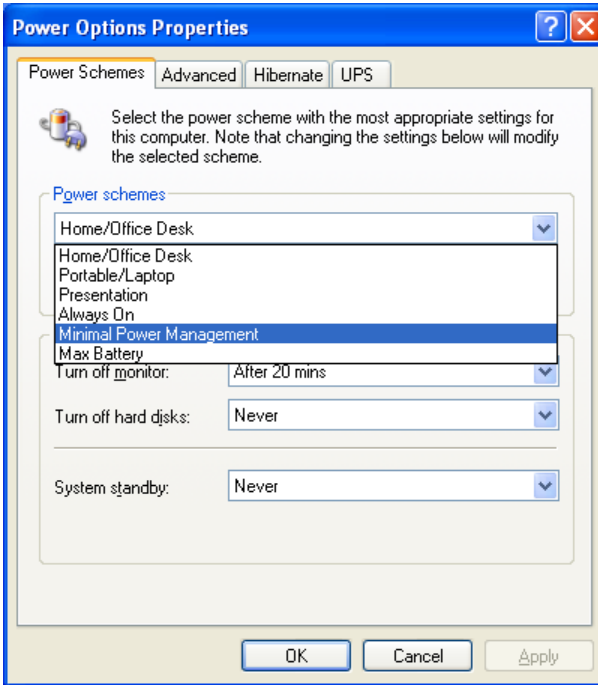 Power Options Properties
Power Schemes Advanced Hibernate UPS
Select the power scheme with the most appropriate settings for
this computer. Note that changing the settings below will modify
the selected scheme.
Power schemes
Home/Office Desk
Home/Office Desk
Portable/Laptop
Presentation
Always On
Minimal Power Management
Max Battery
Turn off monitor: After 20 mins
Turn off hard disks: Never
System standby: Never
OK Cancel Apply